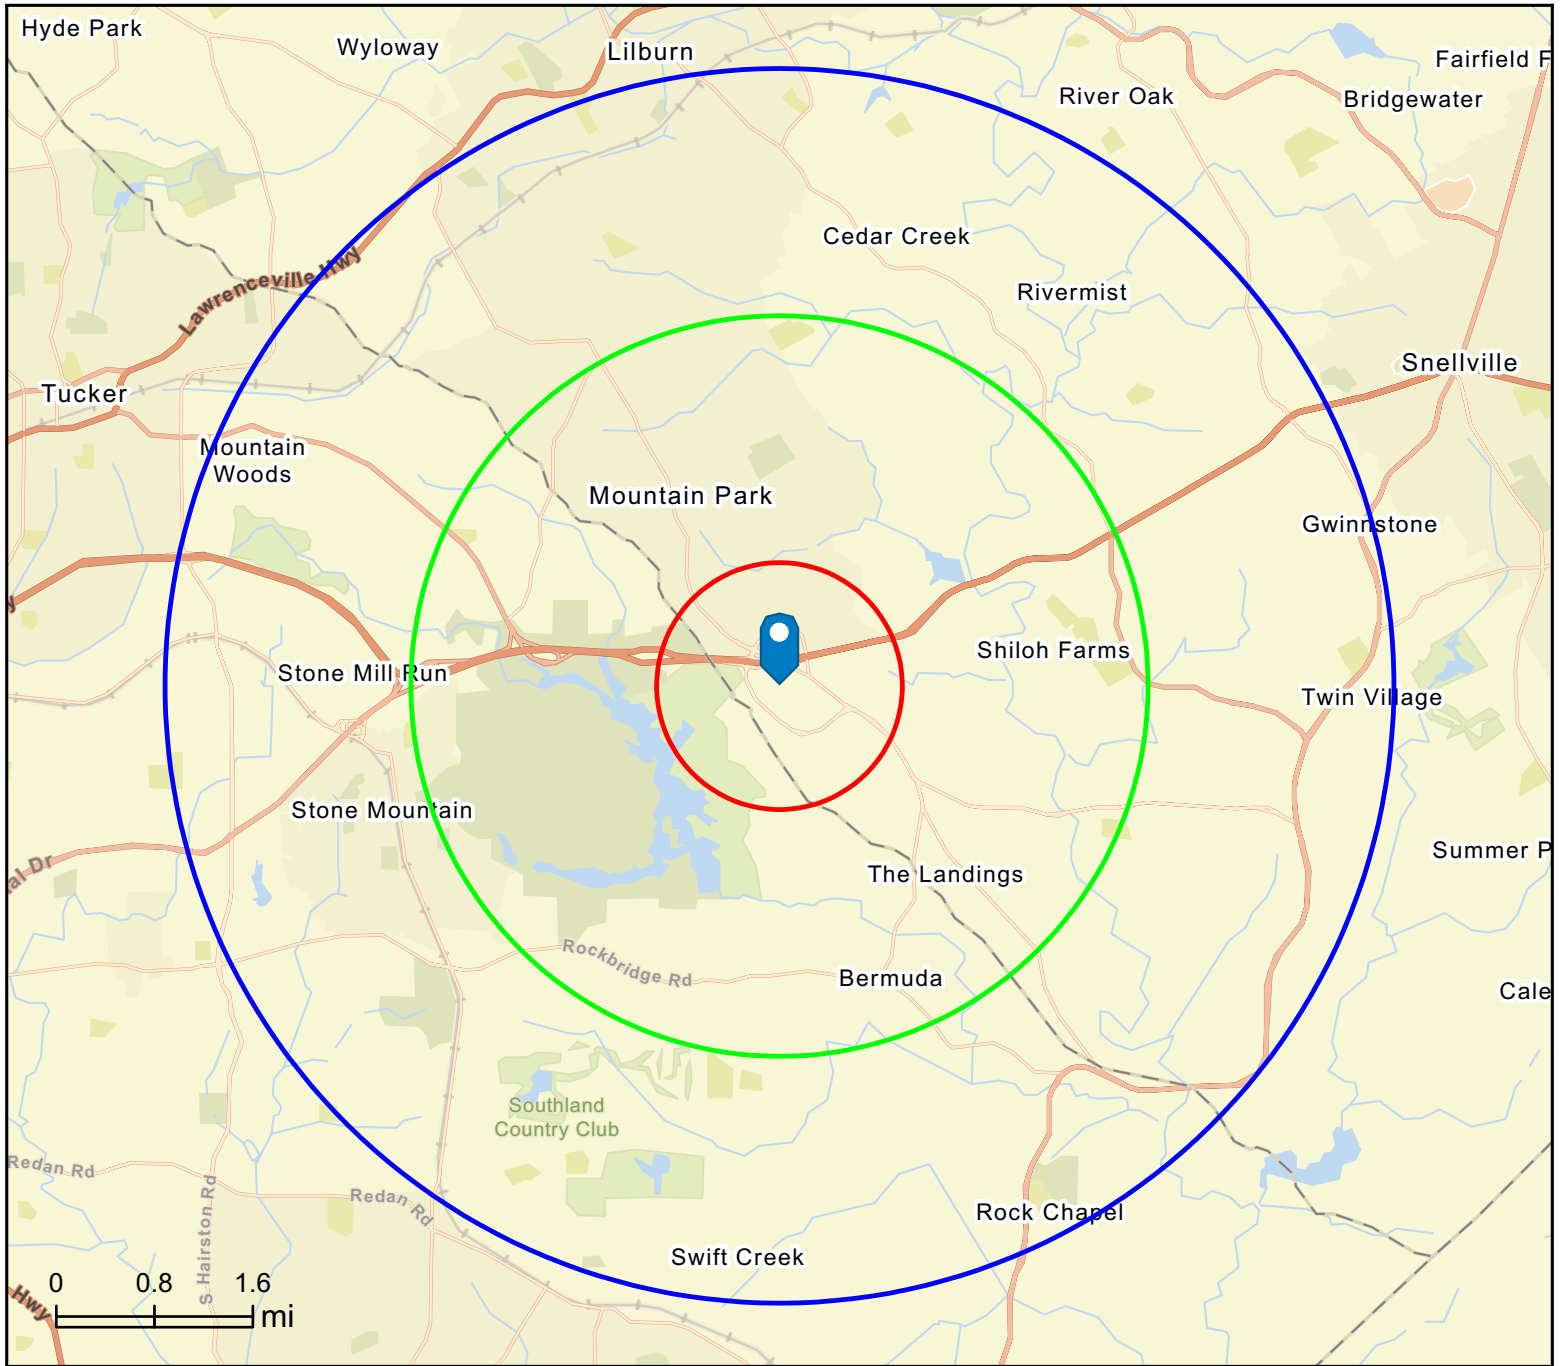 Hyde Park
Wyloway
Lilburn
Fairfield F
River Oak
Bridgewater
Cedar Creek
Lawrenceville Hwy
Rivermist
Snellville
Tucker
Mountain
Woods
Mountain Park
Gwinnstone
y
Shiloh Farms
Stone Mill Run
Twin Village
Stone Mountain
Summer P
al Dr
The Landings
Rockbridge Rd
Bermuda
Cale
Southland
Country Club
Redan Rd
S Hairston Rd
Redan Rd
Rock Chapel
Swift Creek
Hwy
0 0.8 1.6
mi